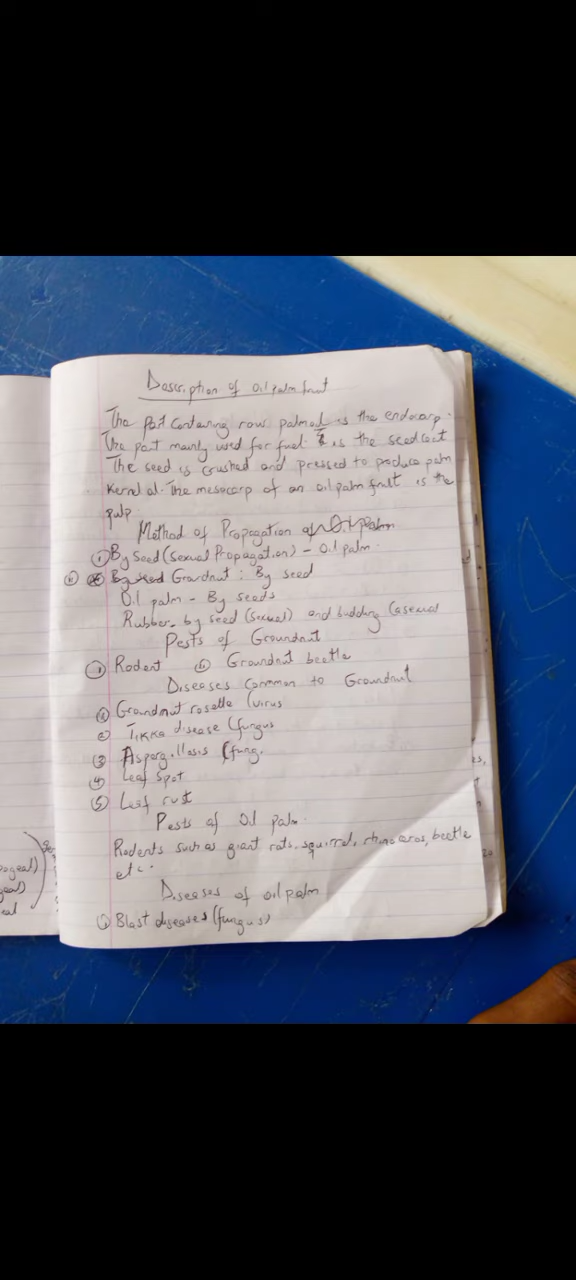 Description of Oil palm fruit
The Part Containing raw palm oil is the endocarp.
The part mainly used for fuel is the seed coat
The seed is crushed and pressed to produce palm
Kernel oil. The mesocarp of an oil palm fruit is the
pulp.
Method of Propagation of Oil Palm
(i) By Seed (Sexual Propagation) - Oil palm.
(ii) Groundnut: By seed
Oil palm - By seeds
Rubber - by seed (sexual) and budding (asexual
Pests of Groundnut
(i) Rodent (ii) Groundnut beetle
Diseases common to Groundnut
Groundnut rosette (virus
(2) Tikka disease (fungus
(3) Aspergillosis (fungi
(4) Leaf Spot
(5) Leaf rust
Pests of Oil palm.
Rodents such as giant rats, squirrel, rhinoceros, beetle
etc.
Diseases of oil palm
(1) Blast diseases (fungus)